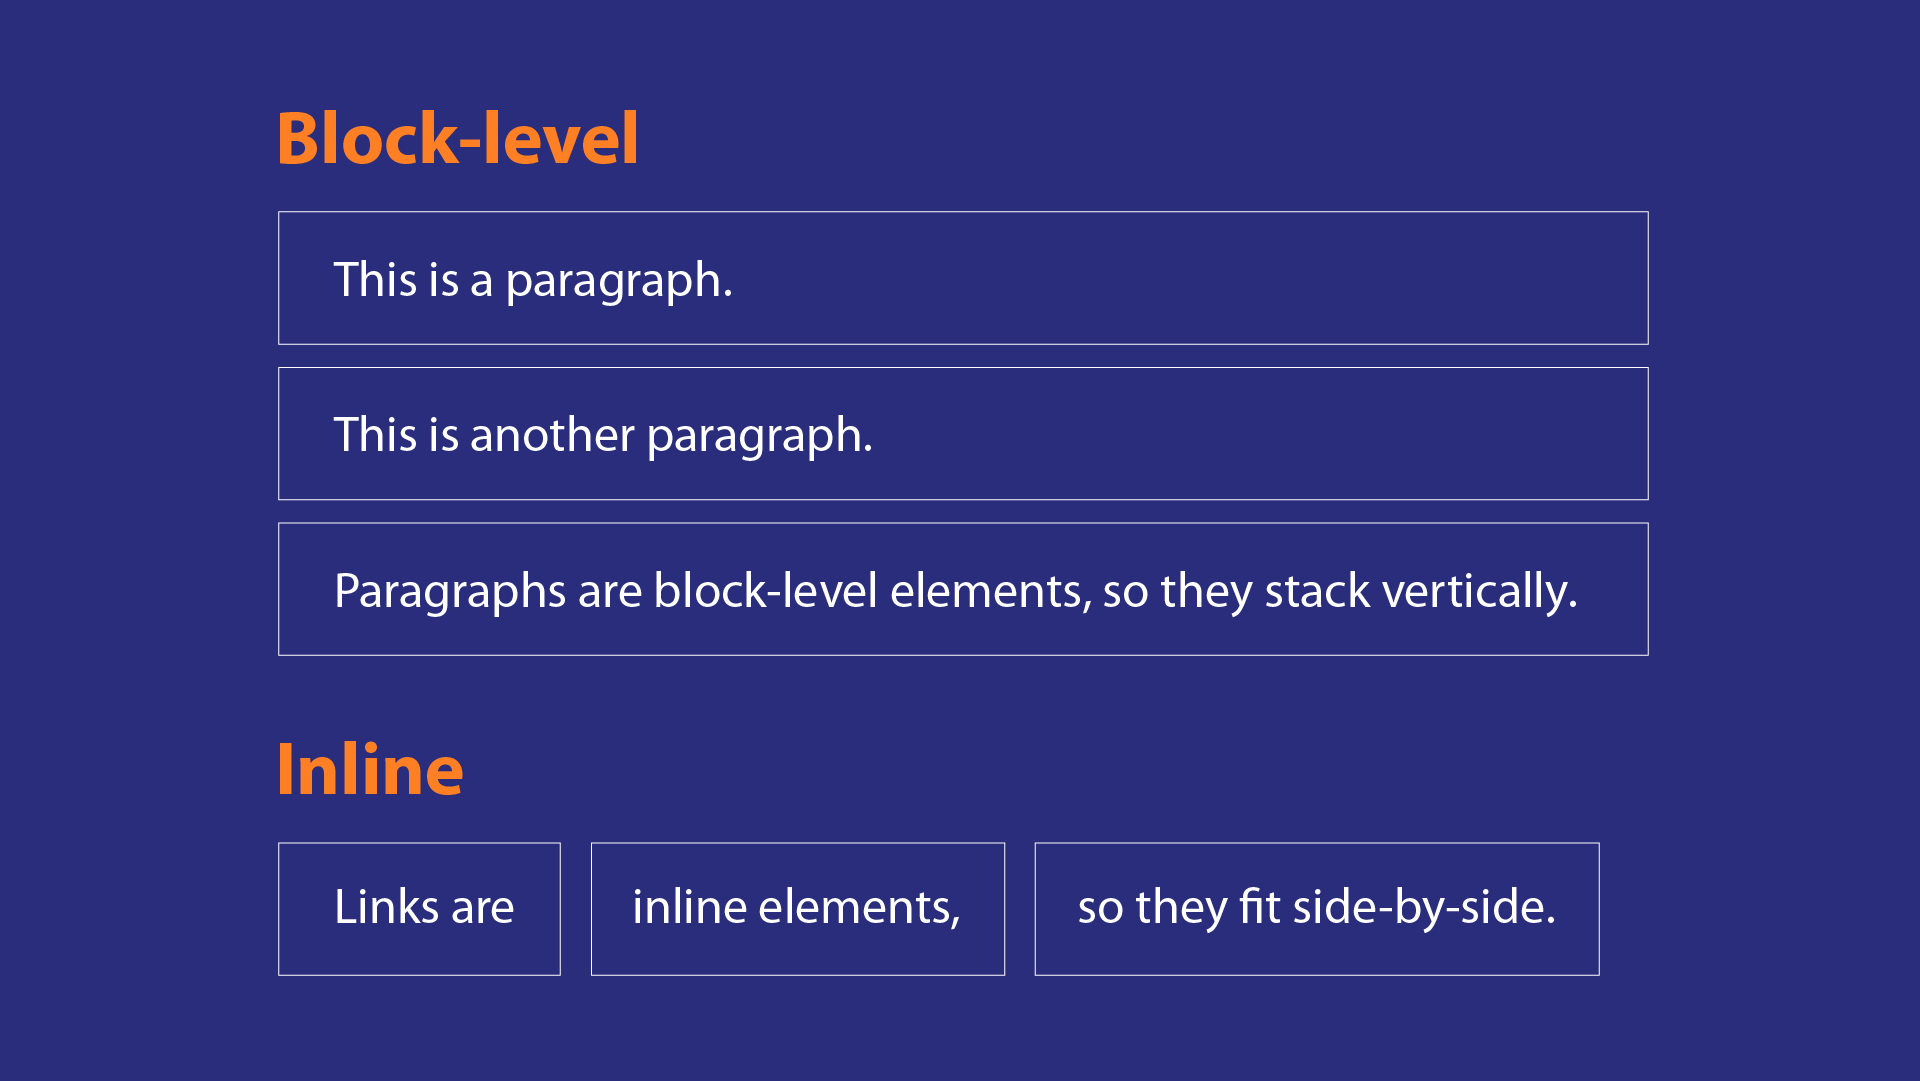 Block-level
This is a paragraph.
This is another paragraph.
Paragraphs are block-level elements, so they stack vertically.
Inline
Links are
inline elements,
so they fit side-by-side.